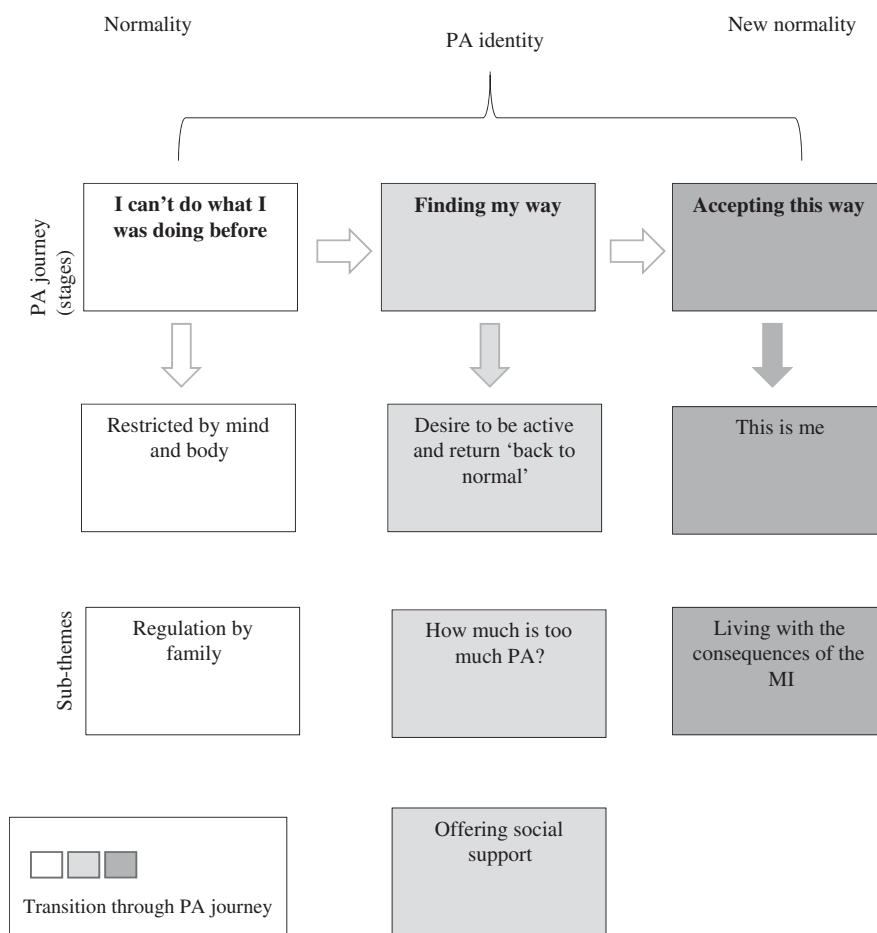 Normality
PA identity
New normality
PA journey
(stages)
I can't do what I
was doing before
Finding my way
Accepting this way
Restricted by mind
and body
Desire to be active
and return ‘back to
normal’
This is me
Sub-themes
Regulation by
family
How much is too
much PA?
Living with the
consequences of the
MI
Offering social
support
Transition through PA journey